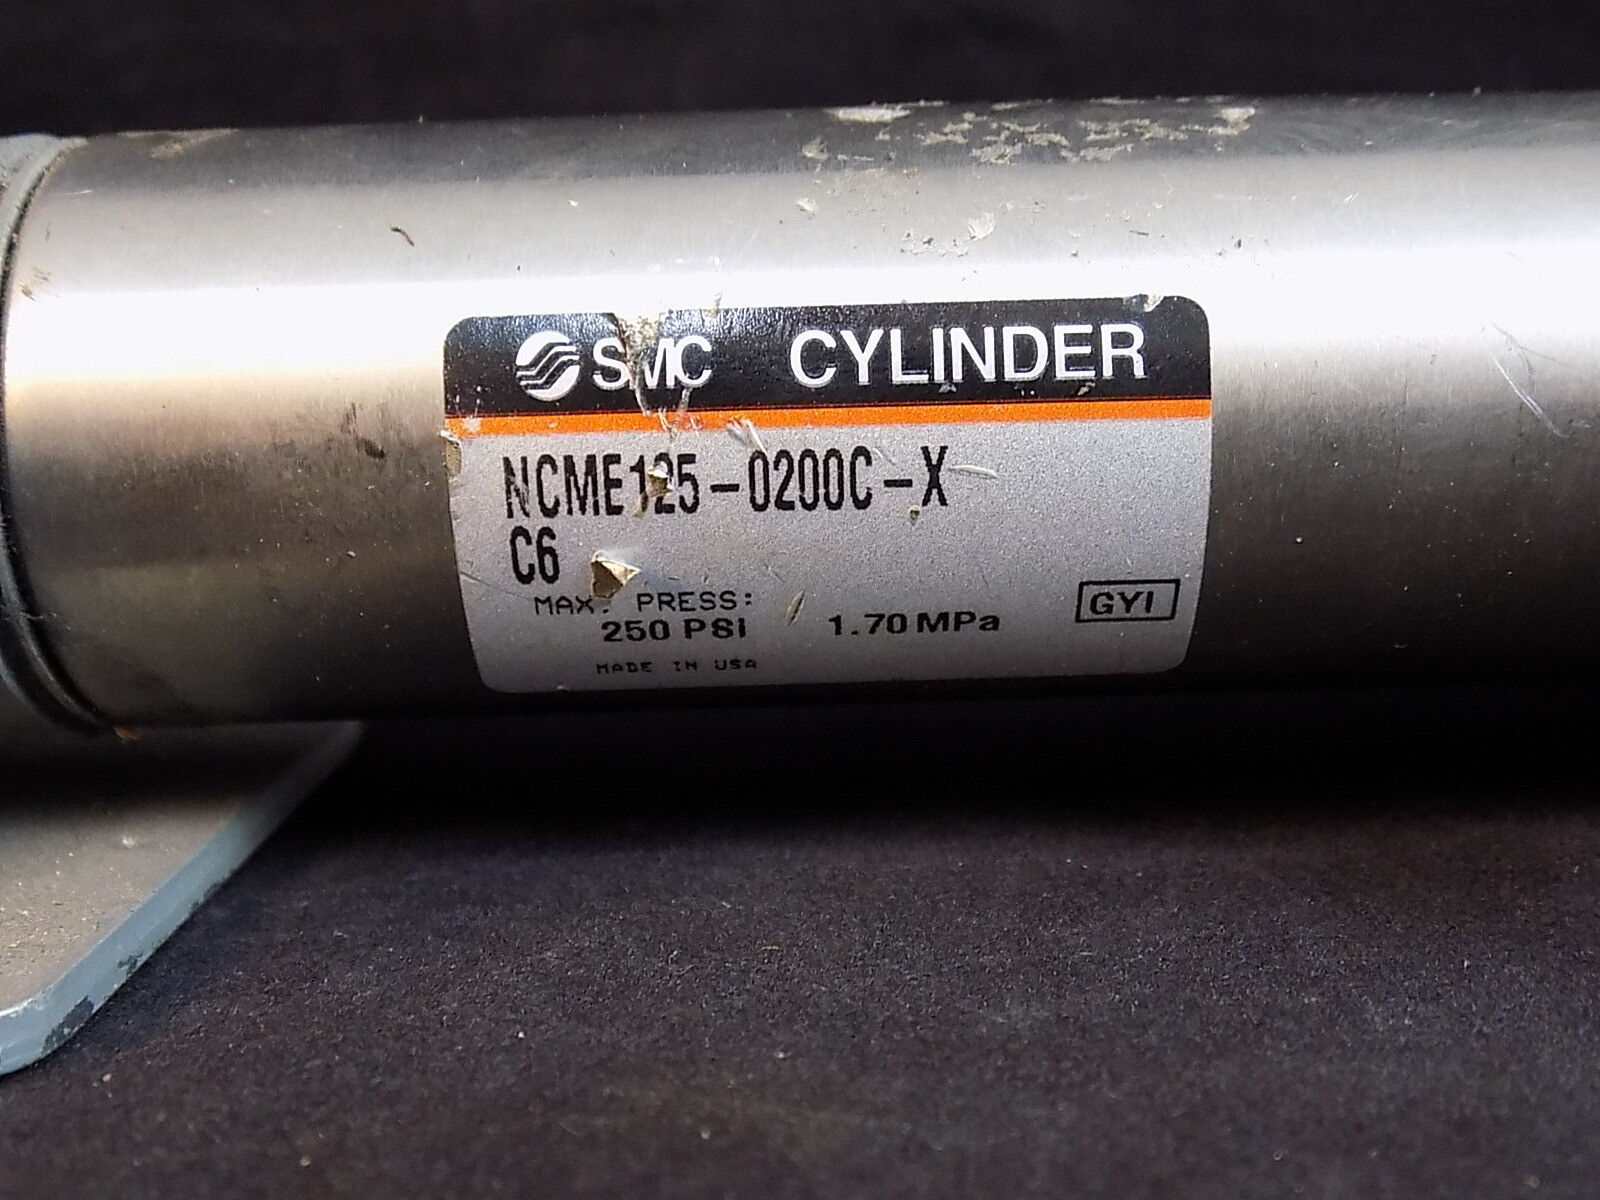 SMC CYLINDER
NCME125-0200C-X
C6
MAX. PRESS:
250 PSI 1.70 MPa
GYI
MADE IN USA